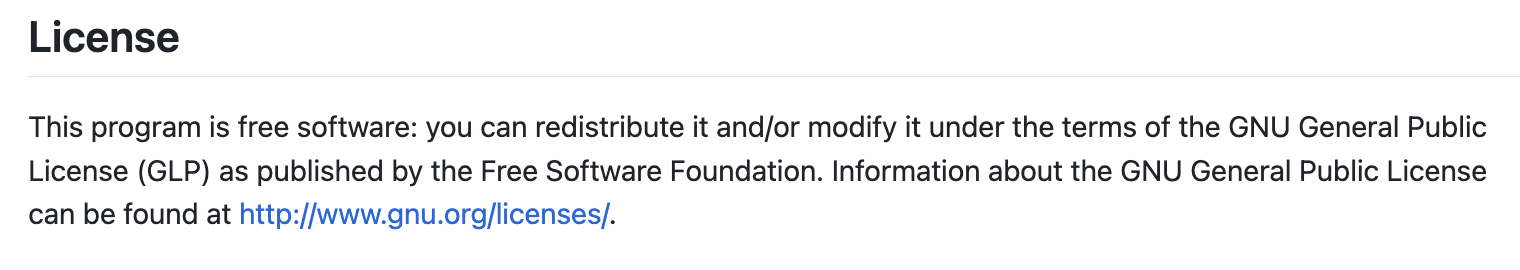 License
This program is free software: you can redistribute it and/or modify it under the terms of the GNU General Public
License (GLP) as published by the Free Software Foundation. Information about the GNU General Public License
can be found at http://www.gnu.org/licenses/.